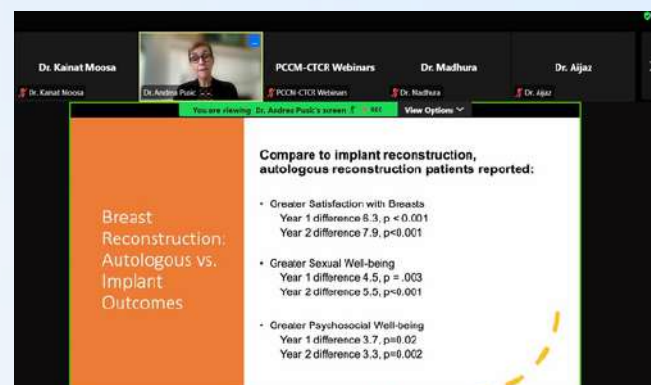 Dr. Kainat Moosa
PCCM-CTCR Webinars
Dr. Madhura
Dr. Aijaz
Dr. Kainat Moosa
Dr. Andrea Pusic
PCCM-CTCR Webinars
Dr. Madhura
Dr. Aijaz
You are viewing Dr. Andrea Pusic's screen
REC
View Options
Breast
Reconstruction:
Autologous vs.
Implant
Outcomes
Compare to implant reconstruction,
autologous reconstruction patients reported:
• Greater Satisfaction with Breasts
Year 1 difference 6.3, p < 0.001
Year 2 difference 7.9, p<0.001
• Greater Sexual Well-being
Year 1 difference 4.5, p = .003
Year 2 difference 5.5, p<0.001
• Greater Psychosocial Well-being
Year 1 difference 3.7, p=0.02
Year 2 difference 3.3, p=0.002